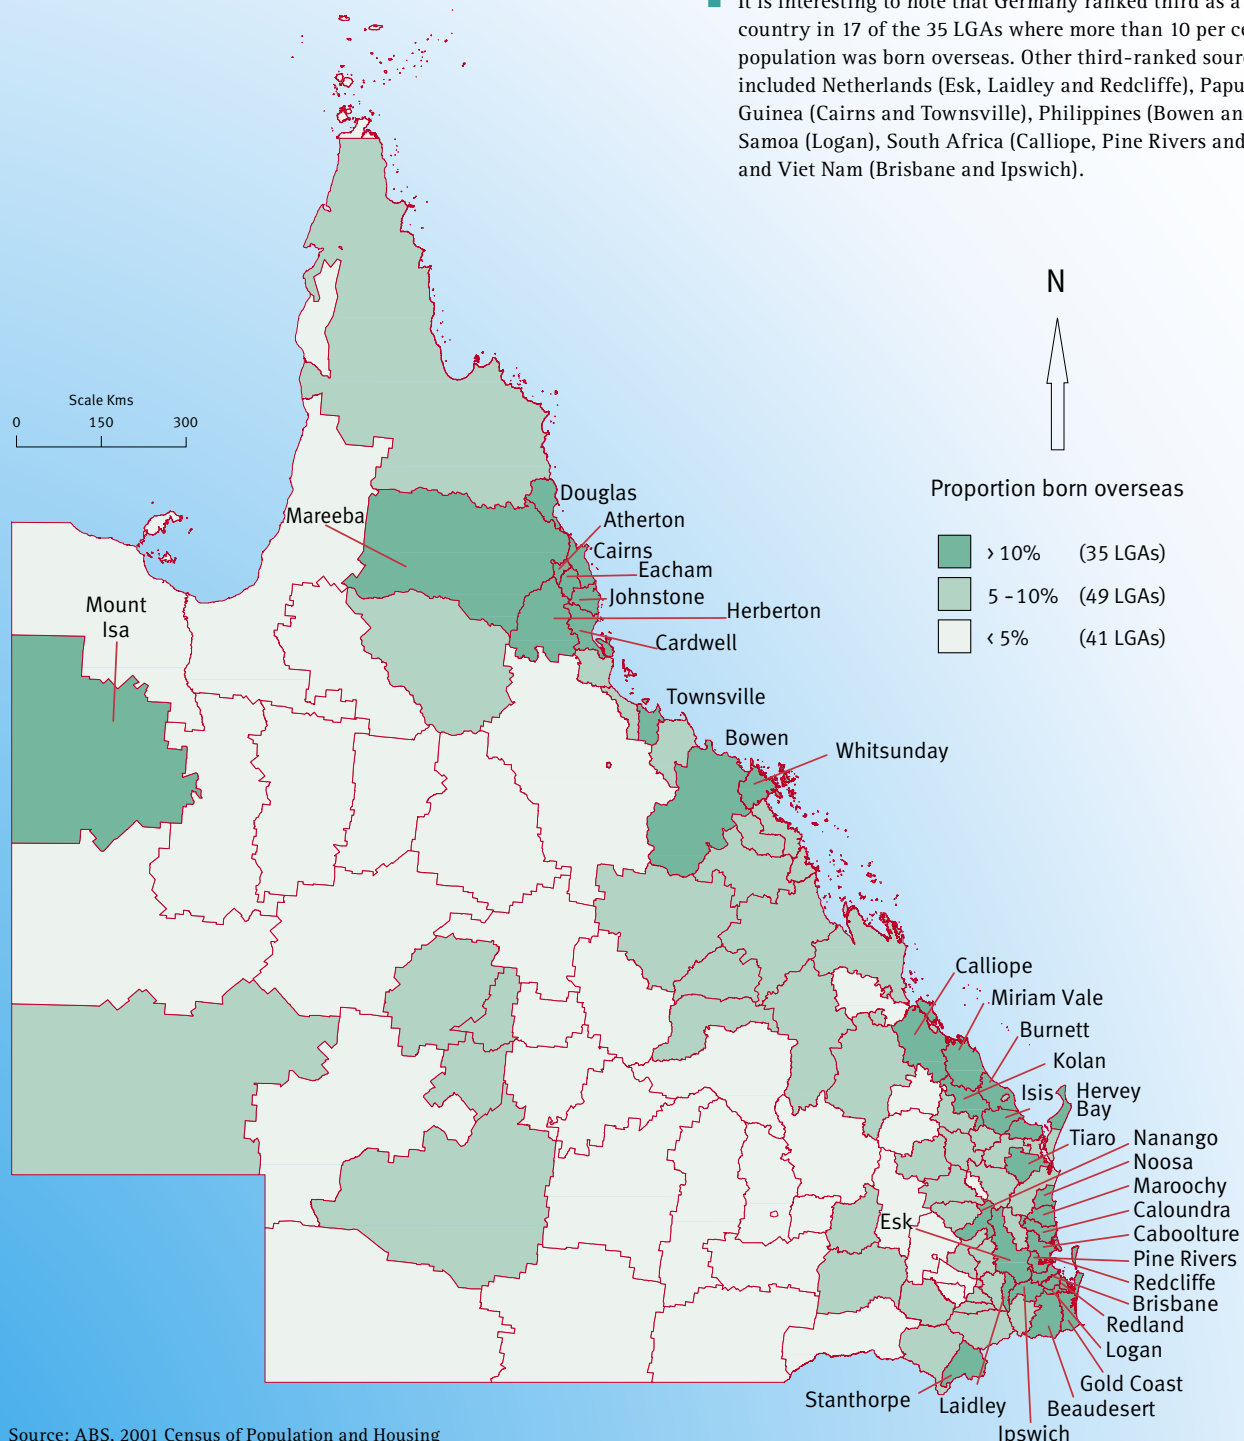 It is interesting to note that Germany ranked third as a
country in 17 of the 35 LGAs where more than 10 per
population was born overseas. Other third-ranked
included Netherlands (Esk, Laidley and Redcliffe),
Guinea (Cairns and Townsville), Philippines (Bowen
Samoa (Logan), South Africa (Calliope, Pine Rivers and
and Viet Nam (Brisbane and Ipswich).
N
Scale Kms
0 150 300
Proportion born overseas
> 10% (35 LGAs)
5 - 10% (49 LGAs)
< 5% (41 LGAs)
Douglas
Mareeba
Atherton
Cairns
Eacham
Johnstone
Mount
Isa
Herberton
Cardwell
Townsville
Bowen
Whitsunday
Calliope
Miriam Vale
Burnett
Kolan
Isis
Hervey
Bay
Tiaro
Nanango
Noosa
Maroochy
Caloundra
Esk
Caboolture
Pine Rivers
Redcliffe
Brisbane
Redland
Logan
Gold Coast
Stanthorpe
Laidley
Beaudesert
Ipswich
Source: ABS, 2001 Census of Population and Housing